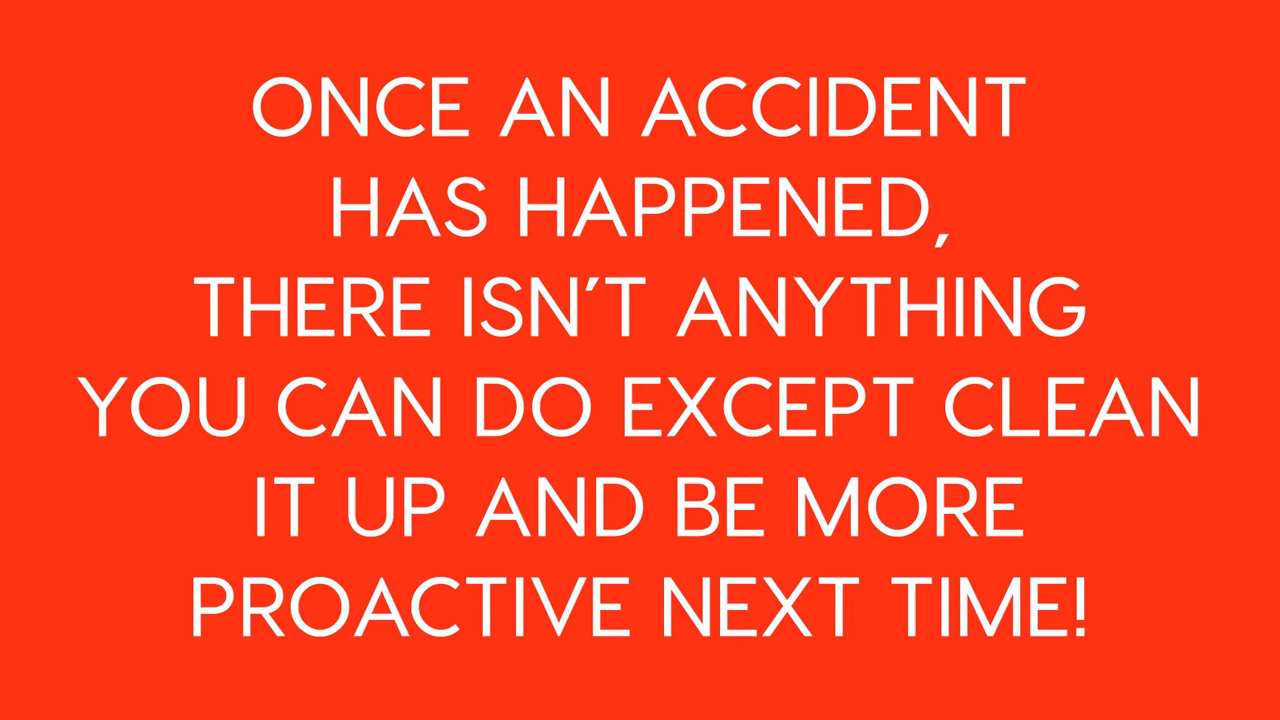 ONCE AN ACCIDENT
HAS HAPPENED,
THERE ISN'T ANYTHING
YOU CAN DO EXCEPT CLEAN
IT UP AND BE MORE
PROACTIVE NEXT TIME!